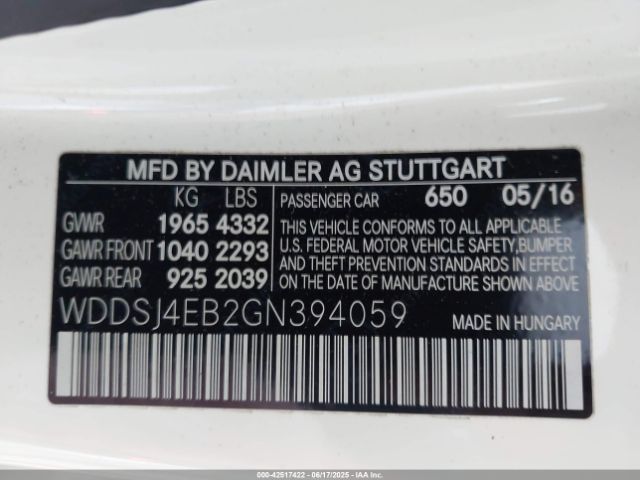 MFD BY DAIMLER AG STUTTGART
KG LBS
GVWR 1965 4332
GAWR FRONT 1040 2293
GAWR REAR 925 2039
PASSENGER CAR 650 05/16
THIS VEHICLE CONFORMS TO ALL APPLICABLE
U.S. FEDERAL MOTOR VEHICLE SAFETY,BUMPER
AND THEFT PREVENTION STANDARDS IN EFFECT
ON THE DATE OF MANUFACTURE SHOWN ABOVE.
WDDSJ4EB2GN394059
MADE IN HUNGARY
000-42517422 - 06/17/2025 - IAAI.COM